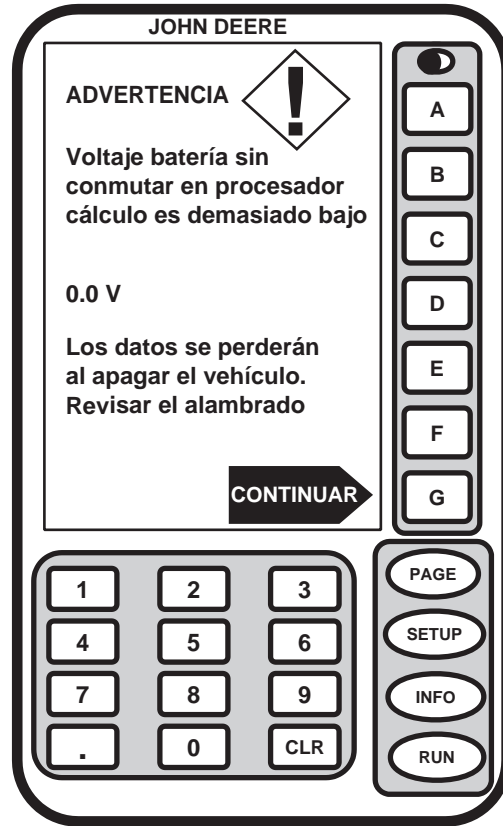 JOHN DEERE
ADVERTENCIA !
Voltaje batería sin
conmutar en procesador
cálculo es demasiado bajo
0.0 V
Los datos se perderán
al apagar el vehículo.
Revisar el alambrado
CONTINUAR
A
B
C
D
E
F
G
PAGE
SETUP
INFO
RUN
1 2 3
4 5 6
7 8 9
. 0 CLR